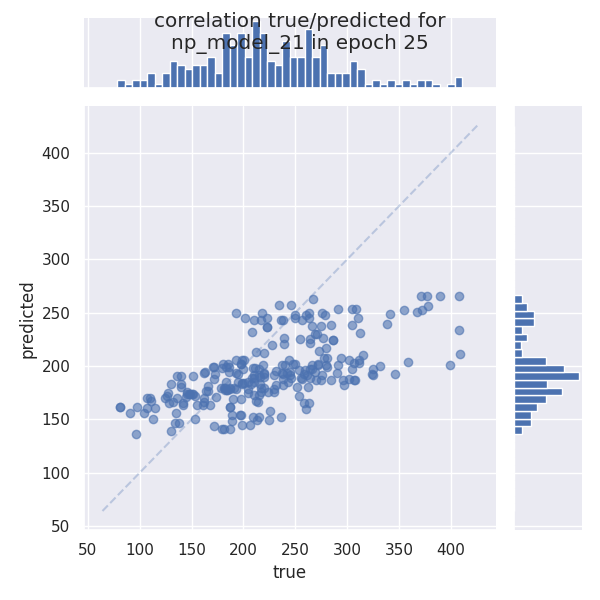 correlation true/predicted for
np_model_21 in epoch 25
400
350
300
250
200
150
100
50
predicted
50 100 150 200 250 300 350 400
true